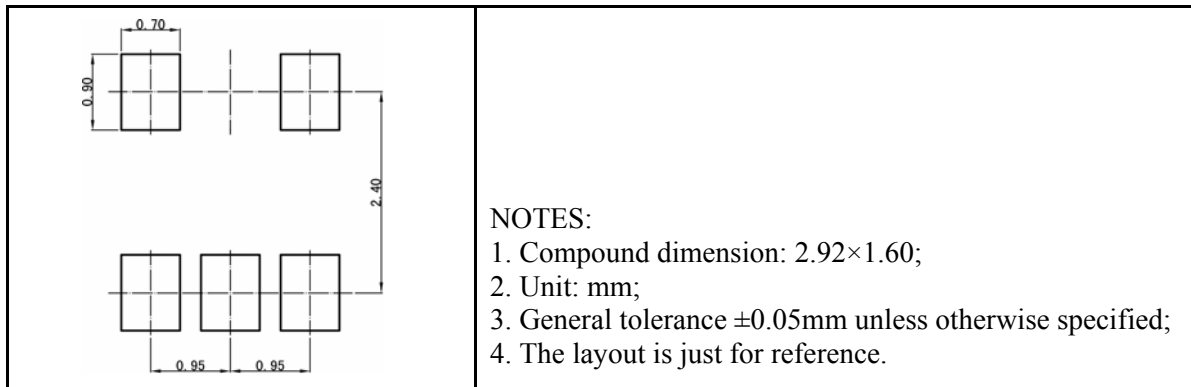 0.70
0.90
2.40
0.95 0.95
NOTES:
1. Compound dimension: 2.92×1.60;
2. Unit: mm;
3. General tolerance ±0.05mm unless otherwise specified;
4. The layout is just for reference.